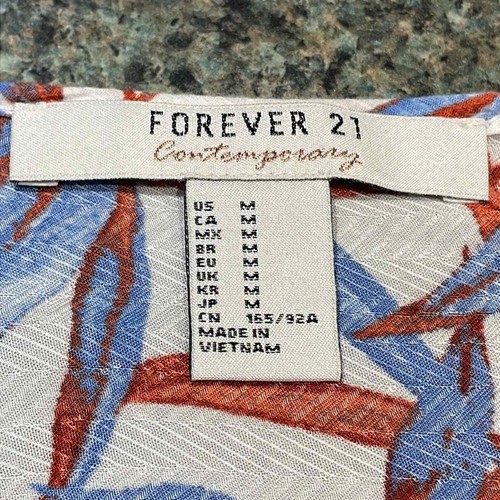 FOREVER 21
Contemporary
US M
CA M
MX M
BR M
EU M
UK M
KR M
JP M
CN 165/92A
MADE IN
VIETNAM